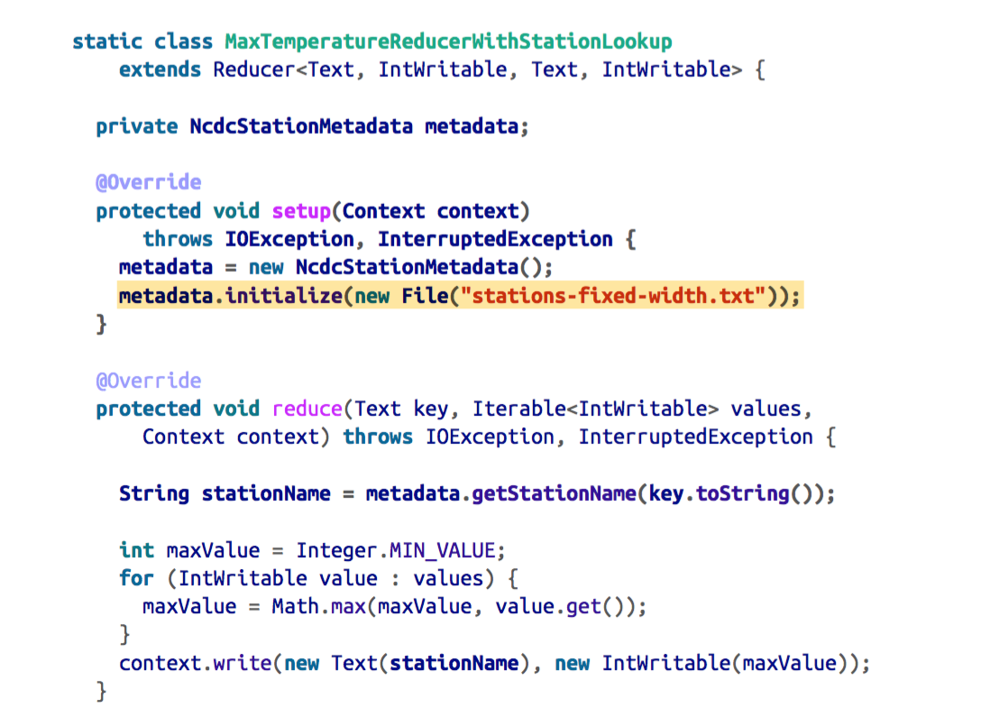 static class MaxTemperatureReducerWithStationLookup
extends Reducer<Text, IntWritable, Text, IntWritable> {
private NcdcStationMetadata metadata;
@Override
protected void setup(Context context)
throws IOException, InterruptedException {
metadata = new NcdcStationMetadata();
metadata.initialize(new File("stations-fixed-width.txt"));
}
@Override
protected void reduce(Text key, Iterable<IntWritable> values,
Context context) throws IOException, InterruptedException {
String stationName = metadata.getStationName(key.toString());
int maxValue = Integer.MIN_VALUE;
for (IntWritable value : values) {
maxValue = Math.max(maxValue, value.get());
}
context.write(new Text(stationName), new IntWritable(maxValue));
}